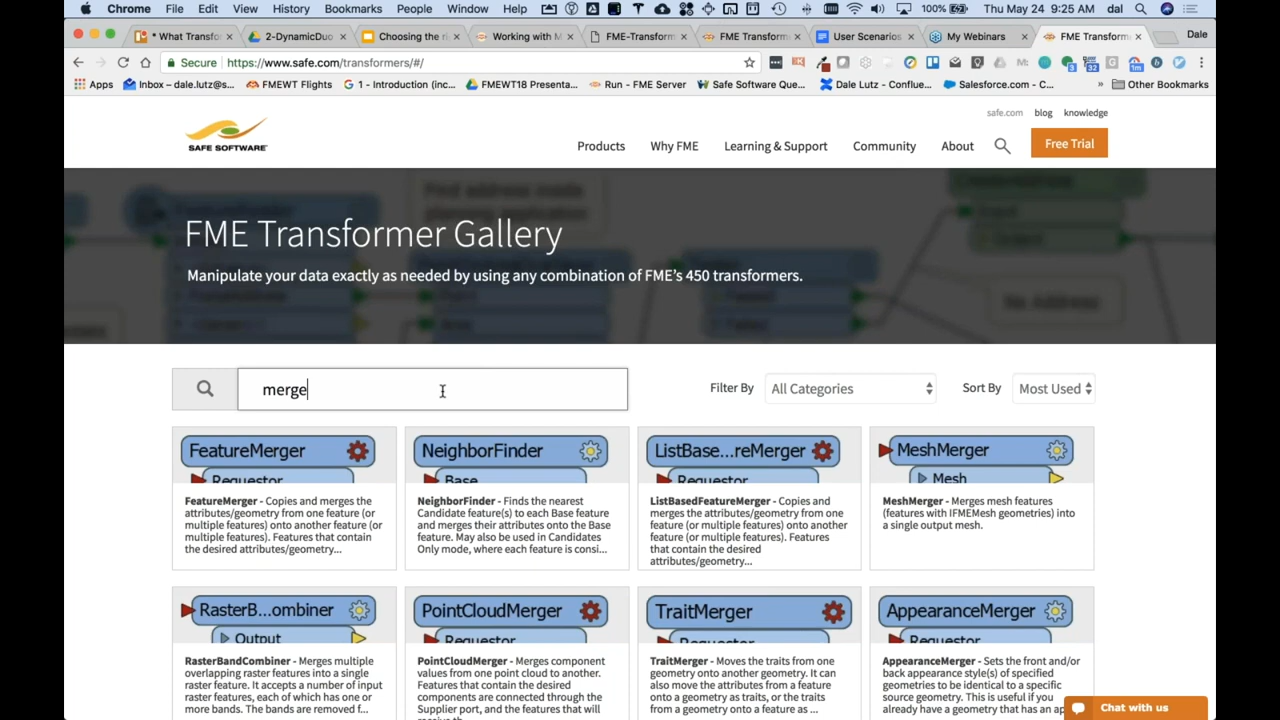 Chrome File Edit View History Bookmarks People Window Help 100% Thu May 24 9:25 AM dal
* What Transfo 2-DynamicDuo Choosing the ri Working with M FME-Transform FME Transform User Scenarios My Webinars FME Transform Dale
Secure https://www.safe.com/transformers/#/
Apps Inbox – dale.lutz@s... FMEWT Flights 1 - Introduction (inc... FMEWT18 Presenta... Run - FME Server Safe Software Que... Dale Lutz - Conflue... Salesforce.com - C... » Other Bookmarks
safe.com blog knowledge
SAFE SOFTWARE
Products Why FME Learning & Support Community About Free Trial
FME Transformer Gallery
Manipulate your data exactly as needed by using any combination of FME's 450 transformers.
merge Filter By All Categories Sort By Most Used
FeatureMerger
Requestor
FeatureMerger - Copies and merges the
attributes/geometry from one feature (or
multiple features) onto another feature (or
multiple features). Features that contain
the desired attributes/geometry...
NeighborFinder
Base
NeighborFinder - Finds the nearest
Candidate feature(s) to each Base feature
and merges their attributes onto the Base
feature. May also be used in Candidates
Only mode, where each feature is consi...
ListBase...reMerger
Requestor
ListBasedFeatureMerger - Copies and
merges the attributes/geometry from one
feature (or multiple features) onto another
feature (or multiple features). Features
that contain the desired
attributes/geometry...
MeshMerger
Mesh
MeshMerger - Merges mesh features
(features with IFMEMesh geometries) into
a single output mesh.
RasterB...ombiner
Output
RasterBandCombiner - Merges multiple
overlapping raster features into a single
raster feature. It accepts a number of input
raster features, each of which has one or
more bands. The bands are removed f...
PointCloudMerger
Requestor
PointCloudMerger - Merges component
values from one point cloud to another.
Features that contain the desired
components are connected through the
Supplier port, and the features that will
TraitMerger
Requestor
TraitMerger - Moves the traits from one
geometry onto another geometry. It can
also move the attributes from a feature
onto a geometry as traits, or the traits
from a geometry onto a feature as ...
AppearanceMerger
Requestor
AppearanceMerger - Sets the front and/or
back appearance style(s) of specified
geometries to be identical to a specific
source geometry. This is useful if you
already have a geometry that has an ap
Chat with us